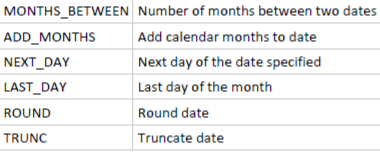 MONTHS_BETWEEN Number of months between two dates
ADD_MONTHS Add calendar months to date
NEXT_DAY Next day of the date specified
LAST_DAY Last day of the month
ROUND Round date
TRUNC Truncate date